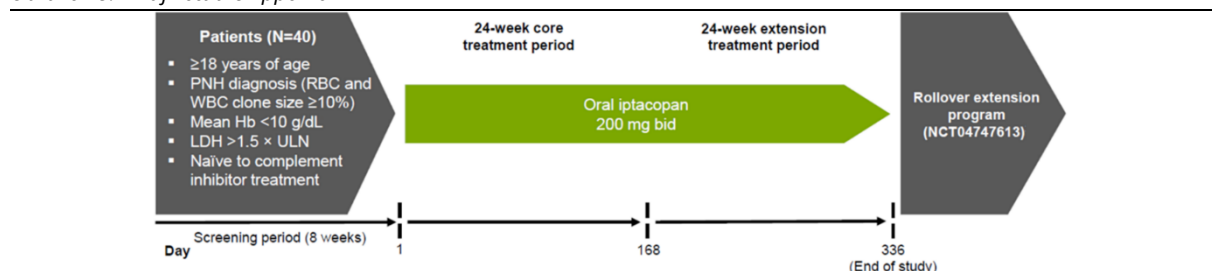 Patients (N=40)
▪ ≥18 years of age
▪ PNH diagnosis (RBC and
WBC clone size ≥10%)
▪ Mean Hb <10 g/dL
▪ LDH >1.5 × ULN
▪ Naïve to complement
inhibitor treatment
24-week core
treatment period
24-week extension
treatment period
Oral iptacopan
200 mg bid
Rollover extension
program
(NCT04747613)
Screening period (8 weeks)
Day
1
168
336
(End of study)